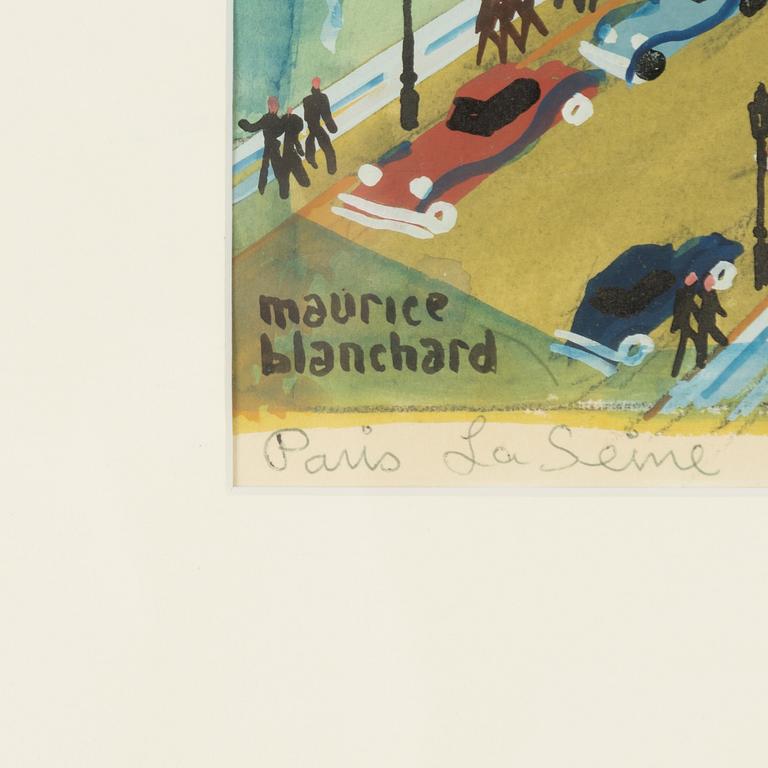 maurice
blanchard
Paris La Seine